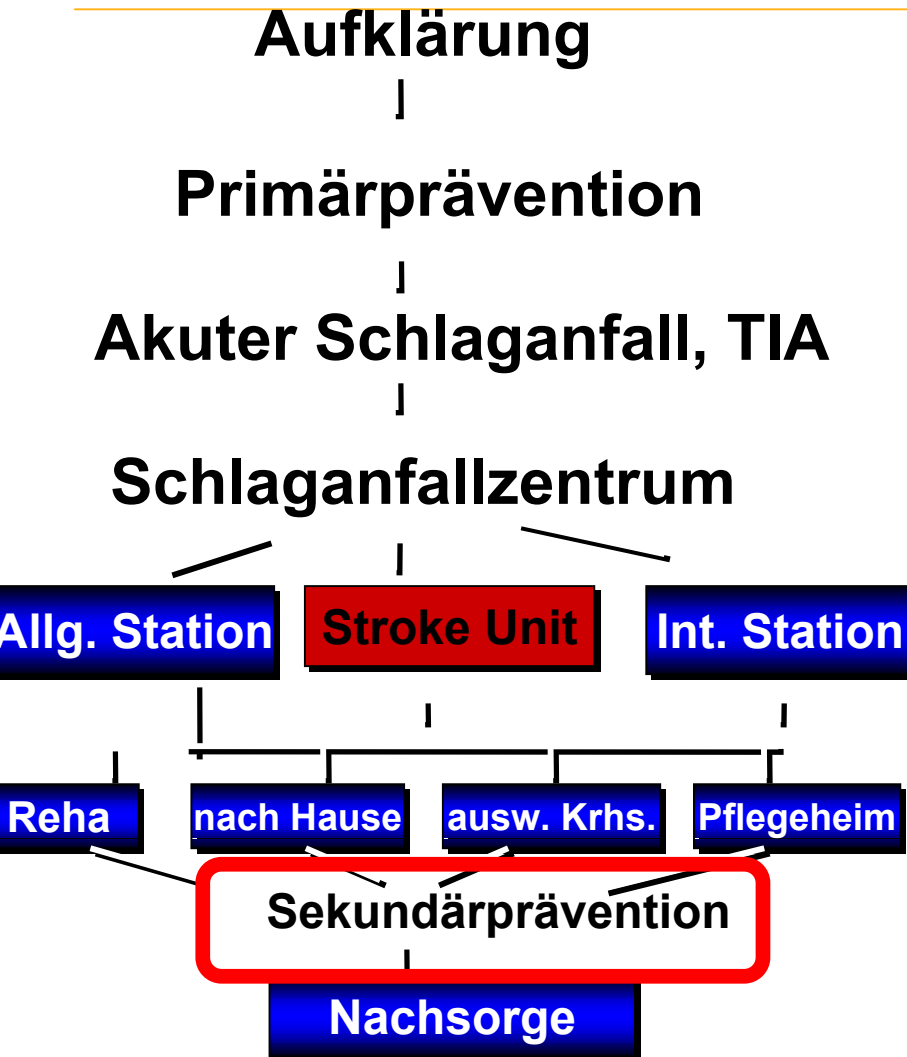 Aufklärung
Primärprävention
Akuter Schlaganfall, TIA
Schlaganfallzentrum
Allg. Station
Stroke Unit
Int. Station
Reha
nach Hause
ausw. Krhs.
Pflegeheim
Sekundärprävention
Nachsorge